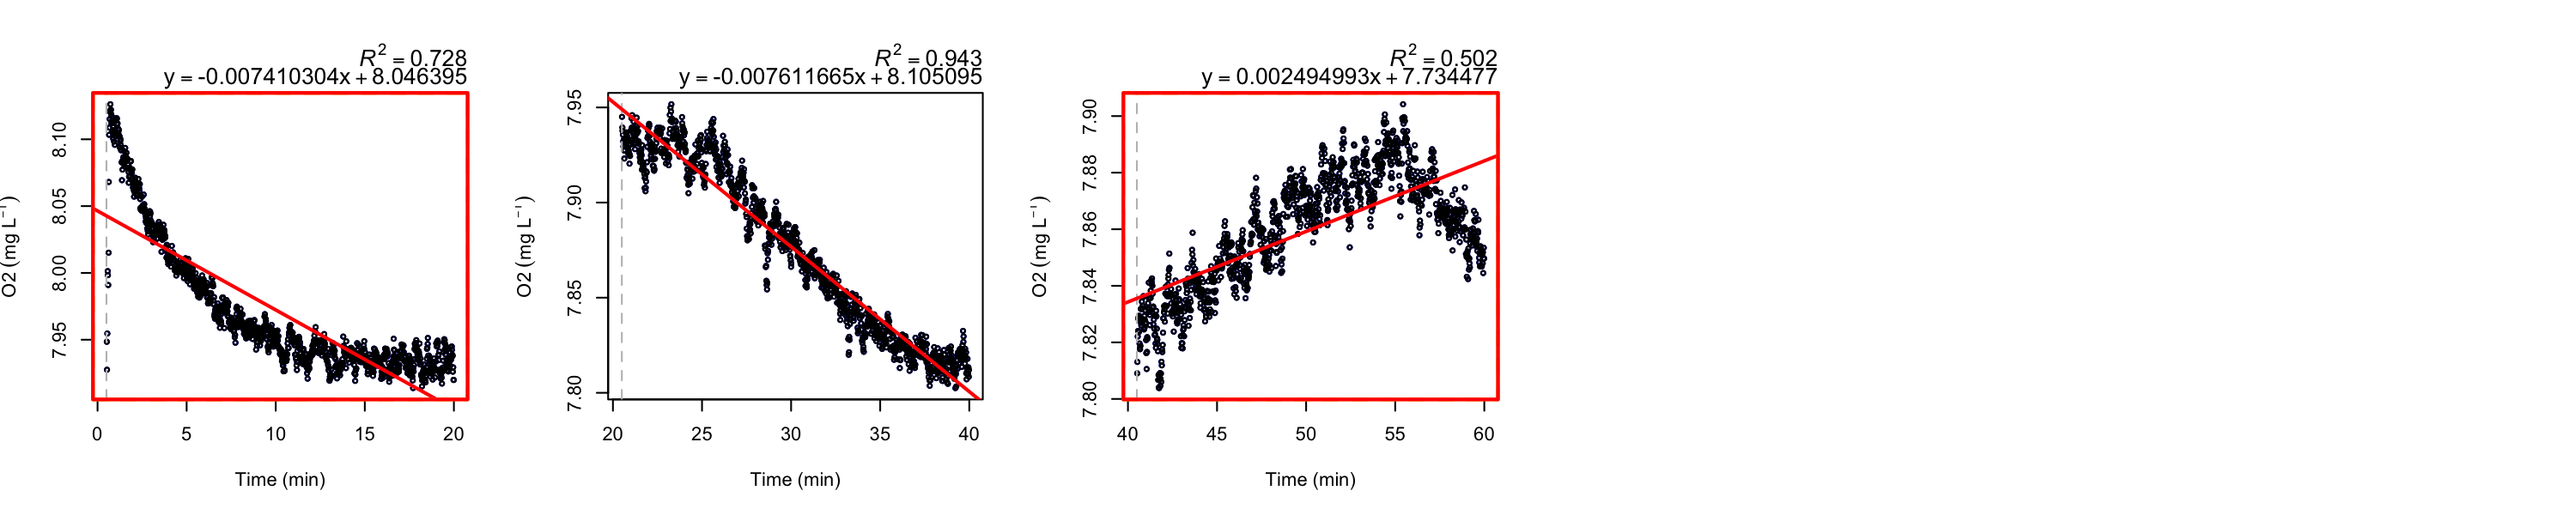 R² = 0.728
y = -0.007410304x + 8.046395
O2 (mg L⁻¹)
8.10
8.05
8.00
7.95
0 5 10 15 20
Time (min)
R² = 0.943
y = -0.007611665x + 8.105095
O2 (mg L⁻¹)
7.95
7.90
7.85
7.80
20 25 30 35 40
Time (min)
R² = 0.502
y = 0.002494993x + 7.734477
O2 (mg L⁻¹)
7.90
7.88
7.86
7.84
7.82
7.80
40 45 50 55 60
Time (min)